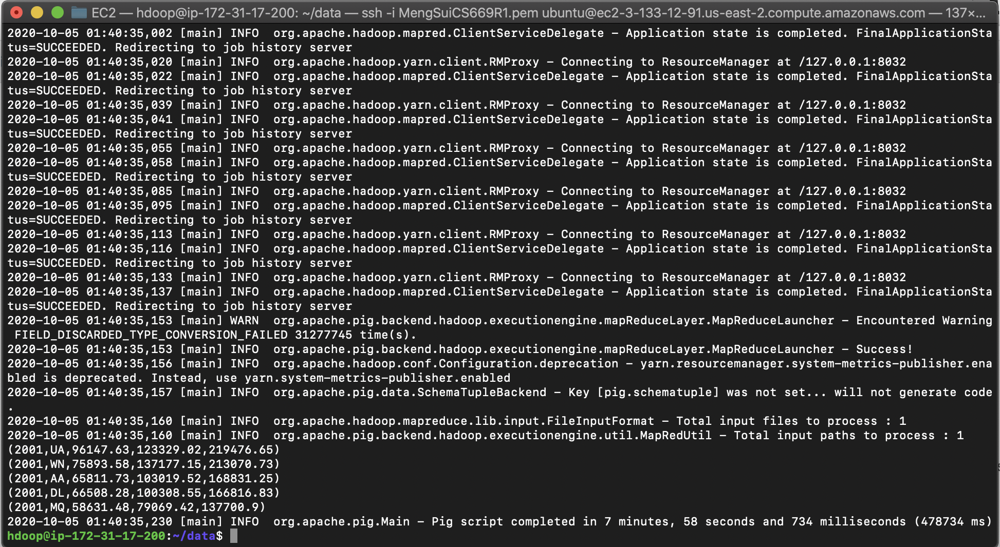 EC2 — hdoop@ip-172-31-17-200: ~/data — ssh -i MengSuiCS669R1.pem ubuntu@ec2-3-133-12-91.us-east-2.compute.amazonaws.com — 137×...
2020-10-05 01:40:35,002 [main] INFO  org.apache.hadoop.mapred.ClientServiceDelegate - Application state is completed. FinalApplicationSta
tus=SUCCEEDED. Redirecting to job history server
2020-10-05 01:40:35,020 [main] INFO  org.apache.hadoop.yarn.client.RMProxy - Connecting to ResourceManager at /127.0.0.1:8032
2020-10-05 01:40:35,022 [main] INFO  org.apache.hadoop.mapred.ClientServiceDelegate - Application state is completed. FinalApplicationSta
tus=SUCCEEDED. Redirecting to job history server
2020-10-05 01:40:35,039 [main] INFO  org.apache.hadoop.yarn.client.RMProxy - Connecting to ResourceManager at /127.0.0.1:8032
2020-10-05 01:40:35,041 [main] INFO  org.apache.hadoop.mapred.ClientServiceDelegate - Application state is completed. FinalApplicationSta
tus=SUCCEEDED. Redirecting to job history server
2020-10-05 01:40:35,055 [main] INFO  org.apache.hadoop.yarn.client.RMProxy - Connecting to ResourceManager at /127.0.0.1:8032
2020-10-05 01:40:35,058 [main] INFO  org.apache.hadoop.mapred.ClientServiceDelegate - Application state is completed. FinalApplicationSta
tus=SUCCEEDED. Redirecting to job history server
2020-10-05 01:40:35,085 [main] INFO  org.apache.hadoop.yarn.client.RMProxy - Connecting to ResourceManager at /127.0.0.1:8032
2020-10-05 01:40:35,095 [main] INFO  org.apache.hadoop.mapred.ClientServiceDelegate - Application state is completed. FinalApplicationSta
tus=SUCCEEDED. Redirecting to job history server
2020-10-05 01:40:35,113 [main] INFO  org.apache.hadoop.yarn.client.RMProxy - Connecting to ResourceManager at /127.0.0.1:8032
2020-10-05 01:40:35,116 [main] INFO  org.apache.hadoop.mapred.ClientServiceDelegate - Application state is completed. FinalApplicationSta
tus=SUCCEEDED. Redirecting to job history server
2020-10-05 01:40:35,133 [main] INFO  org.apache.hadoop.yarn.client.RMProxy - Connecting to ResourceManager at /127.0.0.1:8032
2020-10-05 01:40:35,137 [main] INFO  org.apache.hadoop.mapred.ClientServiceDelegate - Application state is completed. FinalApplicationSta
tus=SUCCEEDED. Redirecting to job history server
2020-10-05 01:40:35,153 [main] WARN  org.apache.pig.backend.hadoop.executionengine.mapReduceLayer.MapReduceLauncher - Encountered Warning
 FIELD_DISCARDED_TYPE_CONVERSION_FAILED 31277745 time(s).
2020-10-05 01:40:35,153 [main] INFO  org.apache.pig.backend.hadoop.executionengine.mapReduceLayer.MapReduceLauncher - Success!
2020-10-05 01:40:35,156 [main] INFO  org.apache.hadoop.conf.Configuration.deprecation - yarn.resourcemanager.system-metrics-publisher.ena
bled is deprecated. Instead, use yarn.system-metrics-publisher.enabled
2020-10-05 01:40:35,157 [main] INFO  org.apache.pig.data.SchemaTupleBackend - Key [pig.schematuple] was not set... will not generate code
.
2020-10-05 01:40:35,160 [main] INFO  org.apache.hadoop.mapreduce.lib.input.FileInputFormat - Total input files to process : 1
2020-10-05 01:40:35,160 [main] INFO  org.apache.pig.backend.hadoop.executionengine.util.MapRedUtil - Total input paths to process : 1
(2001,UA,96147.63,123329.02,219476.65)
(2001,WN,75893.58,137177.15,213070.73)
(2001,AA,65811.73,103019.52,168831.25)
(2001,DL,66508.28,100308.55,166816.83)
(2001,MQ,58631.48,79069.42,137700.9)
2020-10-05 01:40:35,230 [main] INFO  org.apache.pig.Main - Pig script completed in 7 minutes, 58 seconds and 734 milliseconds (478734 ms)
hdoop@ip-172-31-17-200:~/data$